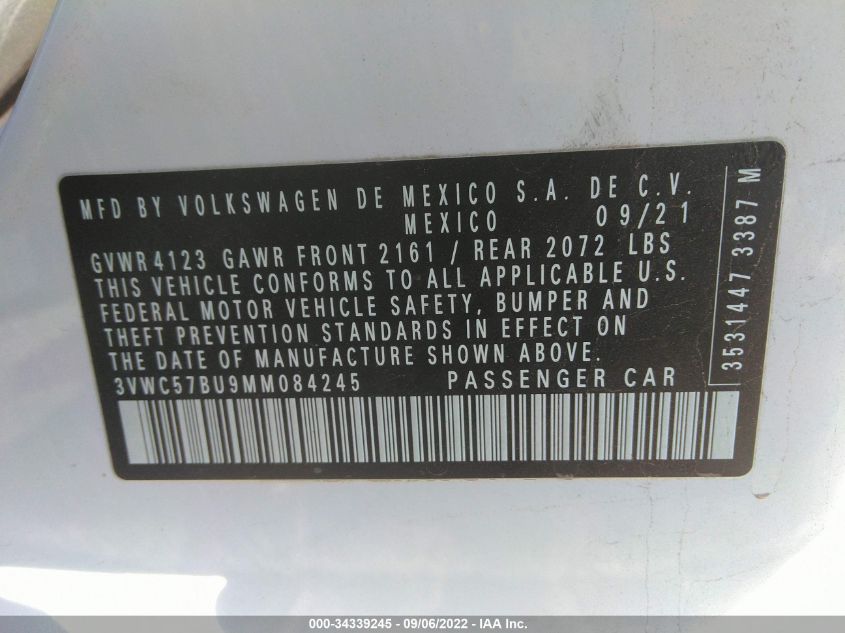 MFD BY VOLKSWAGEN DE MEXICO S.A. DE C.V.
MEXICO 09/21
GVWR 4123 GAWR FRONT 2161 / REAR 2072 LBS
THIS VEHICLE CONFORMS TO ALL APPLICABLE U.S.
FEDERAL MOTOR VEHICLE SAFETY, BUMPER AND
THEFT PREVENTION STANDARDS IN EFFECT ON
THE DATE OF MANUFACTURE SHOWN ABOVE.
3VWC57BU9MM084245 PASSENGER CAR
3531447 3387 M
000-34339245 - 09/06/2022 - IAA Inc.